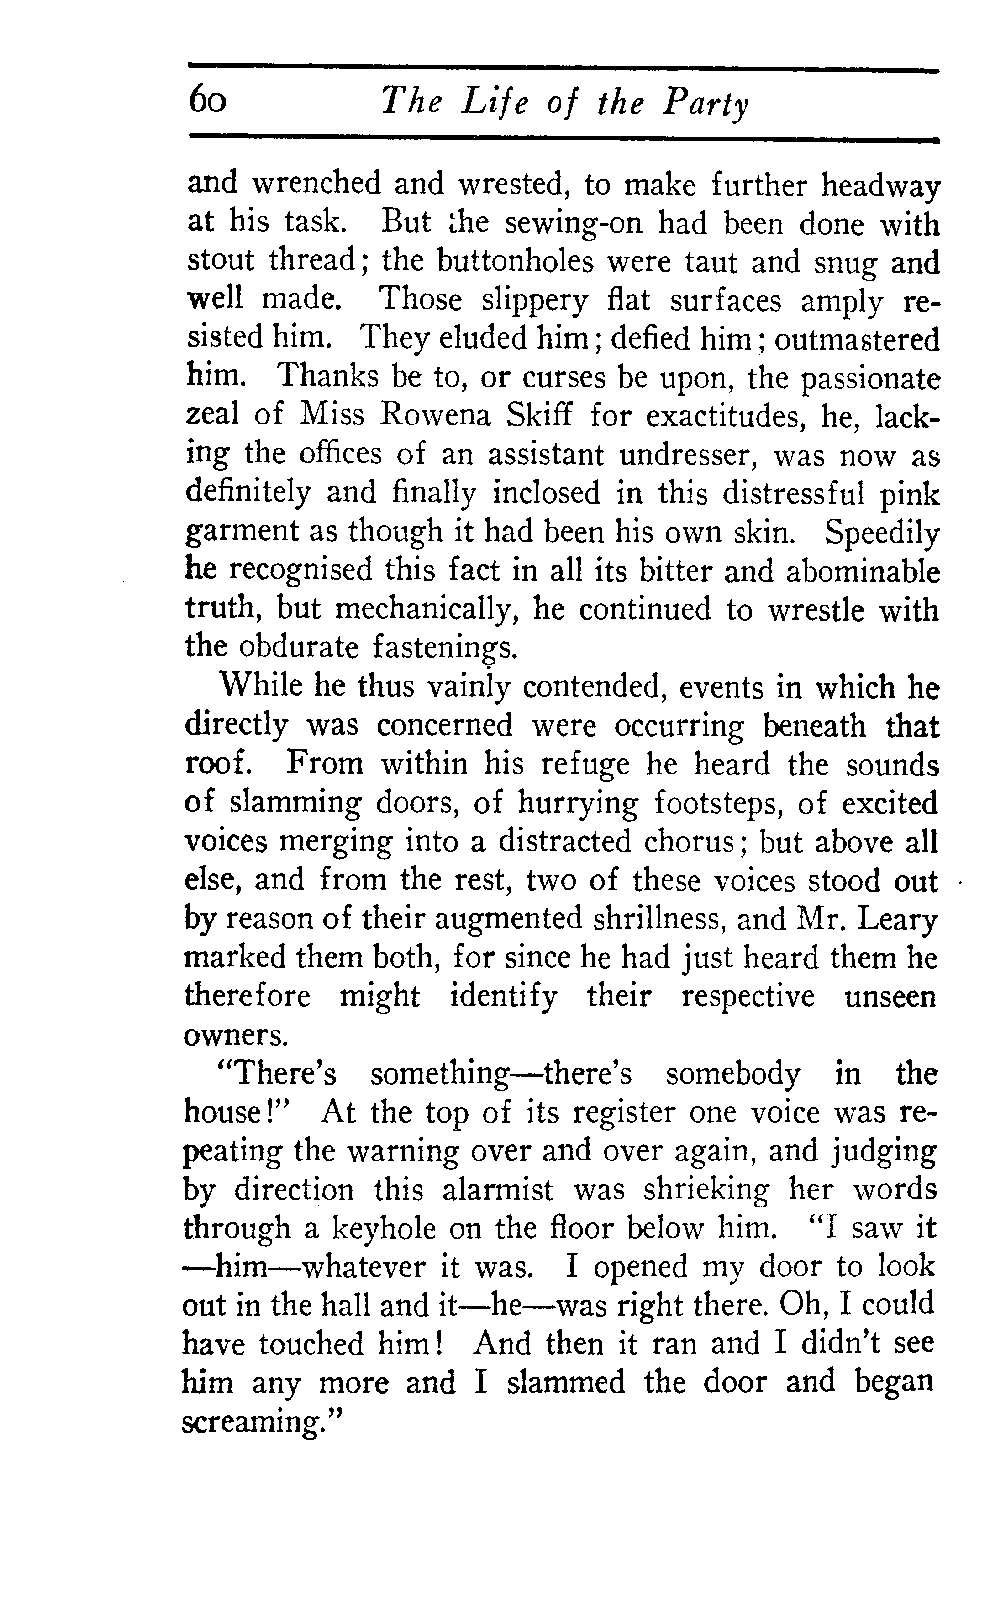 60 The Life of the Party
and wrenched and wrested, to make further headway
at his task. But the sewing-on had been done with
stout thread; the buttonholes were taut and snug and
well made. Those slippery flat surfaces amply re-
sisted him. They eluded him; defied him; outmastered
him. Thanks be to, or curses be upon, the passionate
zeal of Miss Rowena Skiff for exactitudes, he, lack-
ing the offices of an assistant undresser, was now as
definitely and finally inclosed in this distressful pink
garment as though it had been his own skin. Speedily
he recognised this fact in all its bitter and abominable
truth, but mechanically, he continued to wrestle with
the obdurate fastenings.
While he thus vainly contended, events in which he
directly was concerned were occurring beneath that
roof. From within his refuge he heard the sounds
of slamming doors, of hurrying footsteps, of excited
voices merging into a distracted chorus; but above all
else, and from the rest, two of these voices stood out
by reason of their augmented shrillness, and Mr. Leary
marked them both, for since he had just heard them he
therefore might identify their respective unseen
owners.
"There's something—there's somebody in the
house!" At the top of its register one voice was re-
peating the warning over and over again, and judging
by direction this alarmist was shrieking her words
through a keyhole on the floor below him. "I saw it
—him—whatever it was. I opened my door to look
out in the hall and it—he—was right there. Oh, I could
have touched him! And then it ran and I didn't see
him any more and I slammed the door and began
screaming."